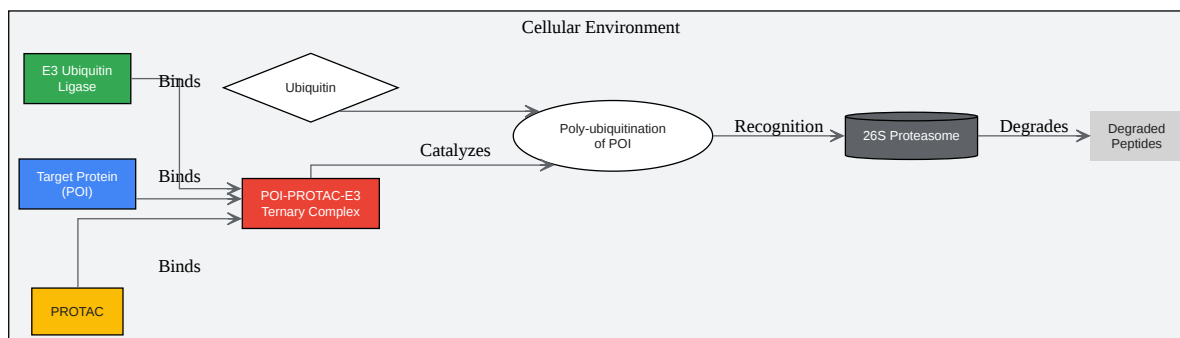 Cellular Environment
E3 Ubiquitin
Ligase
Binds
Ubiquitin
Poly-ubiquitination
of POI
Recognition
26S Proteasome
Degrades
Degraded
Peptides
Catalyzes
Target Protein
(POI)
Binds
POI-PROTAC-E3
Ternary Complex
Binds
PROTAC